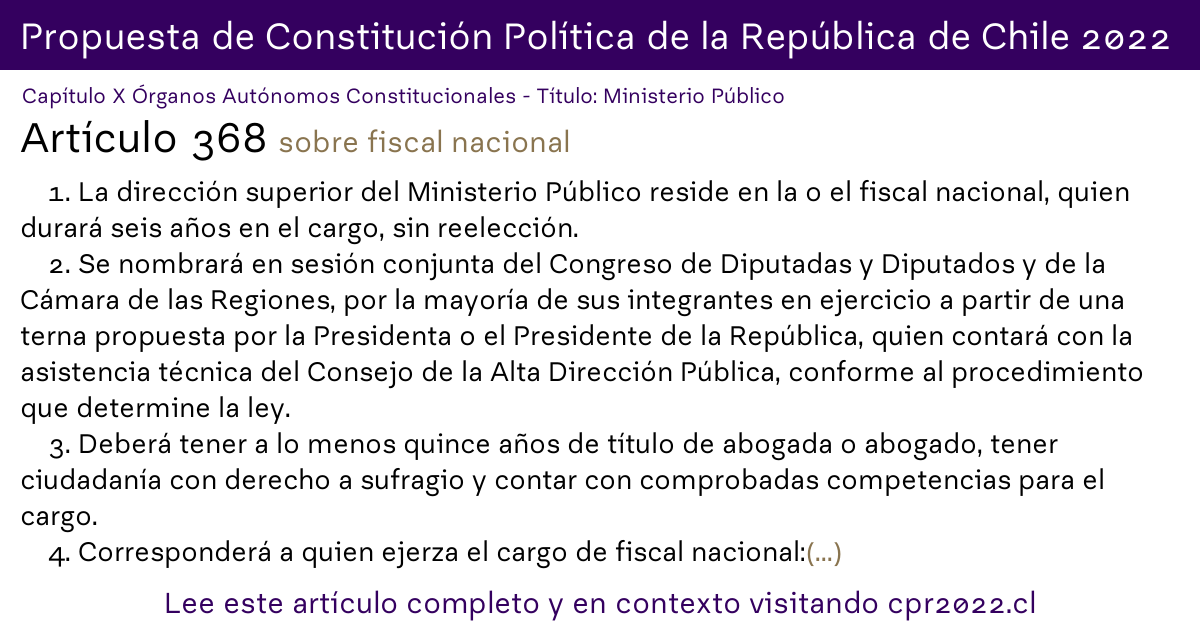 Propuesta de Constitución Política de la República de Chile 2022
Capítulo X Órganos Autónomos Constitucionales - Título: Ministerio Público
Artículo 368 sobre fiscal nacional
1. La dirección superior del Ministerio Público reside en la o el fiscal nacional, quien
durará seis años en el cargo, sin reelección.
2. Se nombrará en sesión conjunta del Congreso de Diputadas y Diputados y de la
Cámara de las Regiones, por la mayoría de sus integrantes en ejercicio a partir de una
terna propuesta por la Presidenta o el Presidente de la República, quien contará con la
asistencia técnica del Consejo de la Alta Dirección Pública, conforme al procedimiento
que determine la ley.
3. Deberá tener a lo menos quince años de título de abogada o abogado, tener
ciudadanía con derecho a sufragio y contar con comprobadas competencias para el
cargo.
4. Corresponderá a quien ejerza el cargo de fiscal nacional:(...)
Lee este artículo completo y en contexto visitando cpr2022.cl